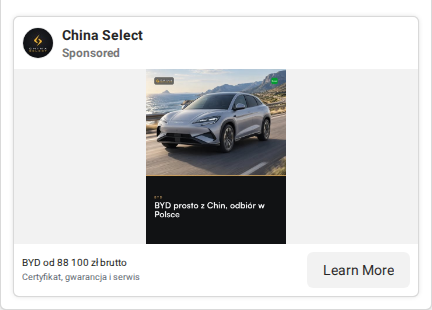 China Select
Sponsored
BYD
BYD prosto z Chin, odbiór w
Polsce
BYD od 88 100 zł brutto
Certyfikat, gwarancja i serwis
Learn More